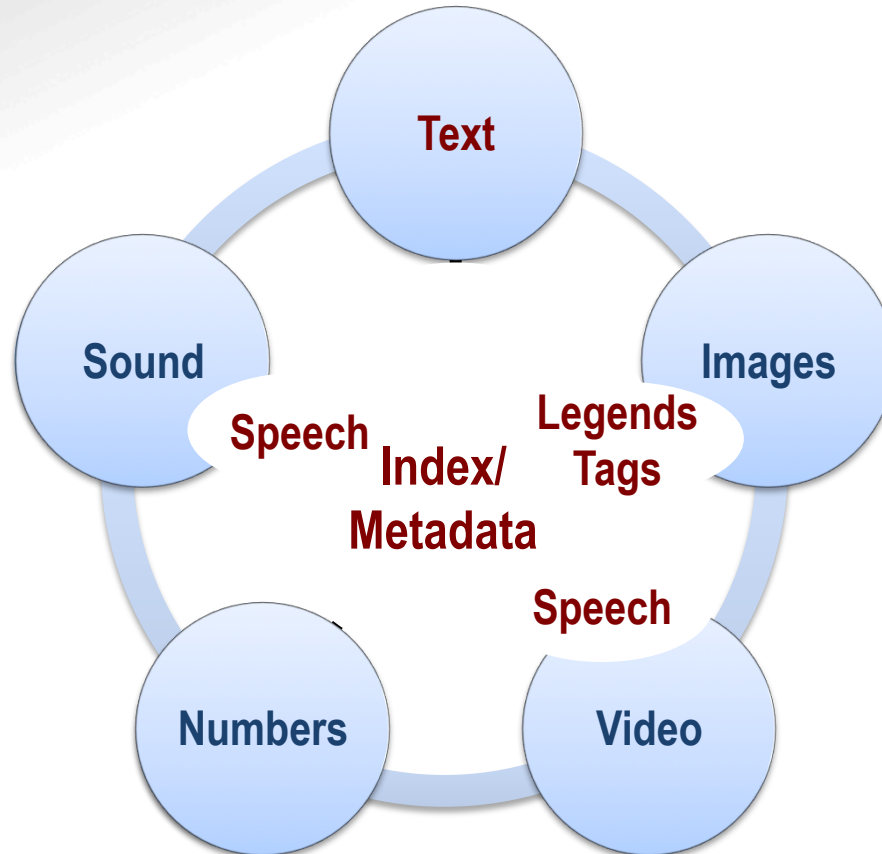 Text
Sound
Images
Speech
Legends
Tags
Index/
Metadata
Speech
Numbers
Video